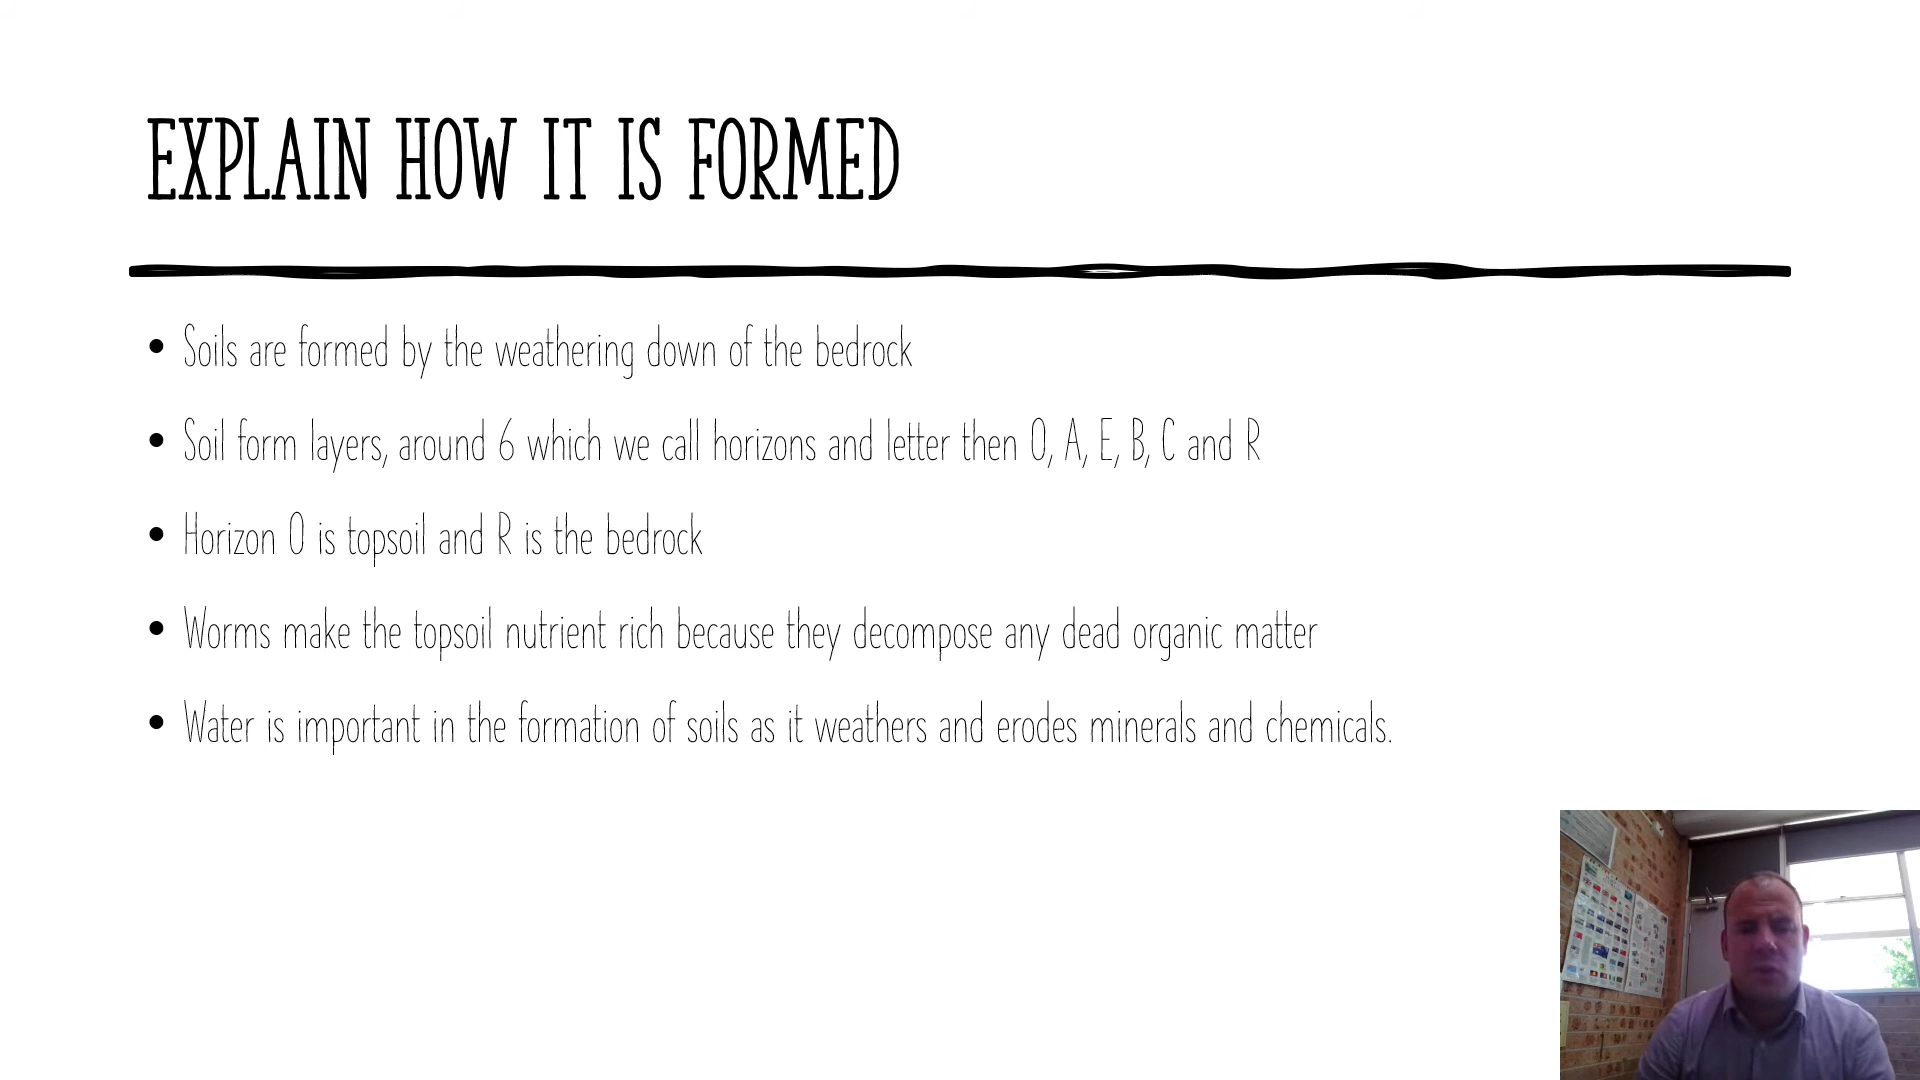 EXPLAIN HOW IT IS FORMED
• Soils are formed by the weathering down of the bedrock
• Soil form layers, around 6 which we call horizons and letter then O, A, E, B, C and R
• Horizon O is topsoil and R is the bedrock
• Worms make the topsoil nutrient rich because they decompose any dead organic matter
• Water is important in the formation of soils as it weathers and erodes minerals and chemicals.